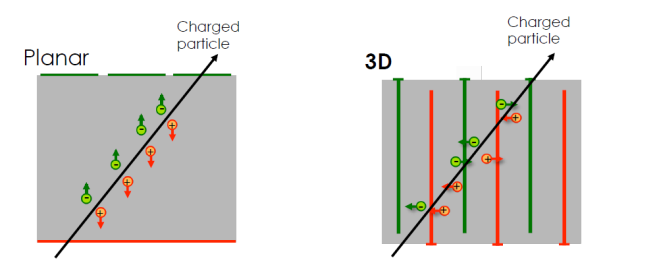 Planar
Charged
particle
3D
Charged
particle
-
-
-
-
+
+
+
+
-
-
-
-
+
+
+
+